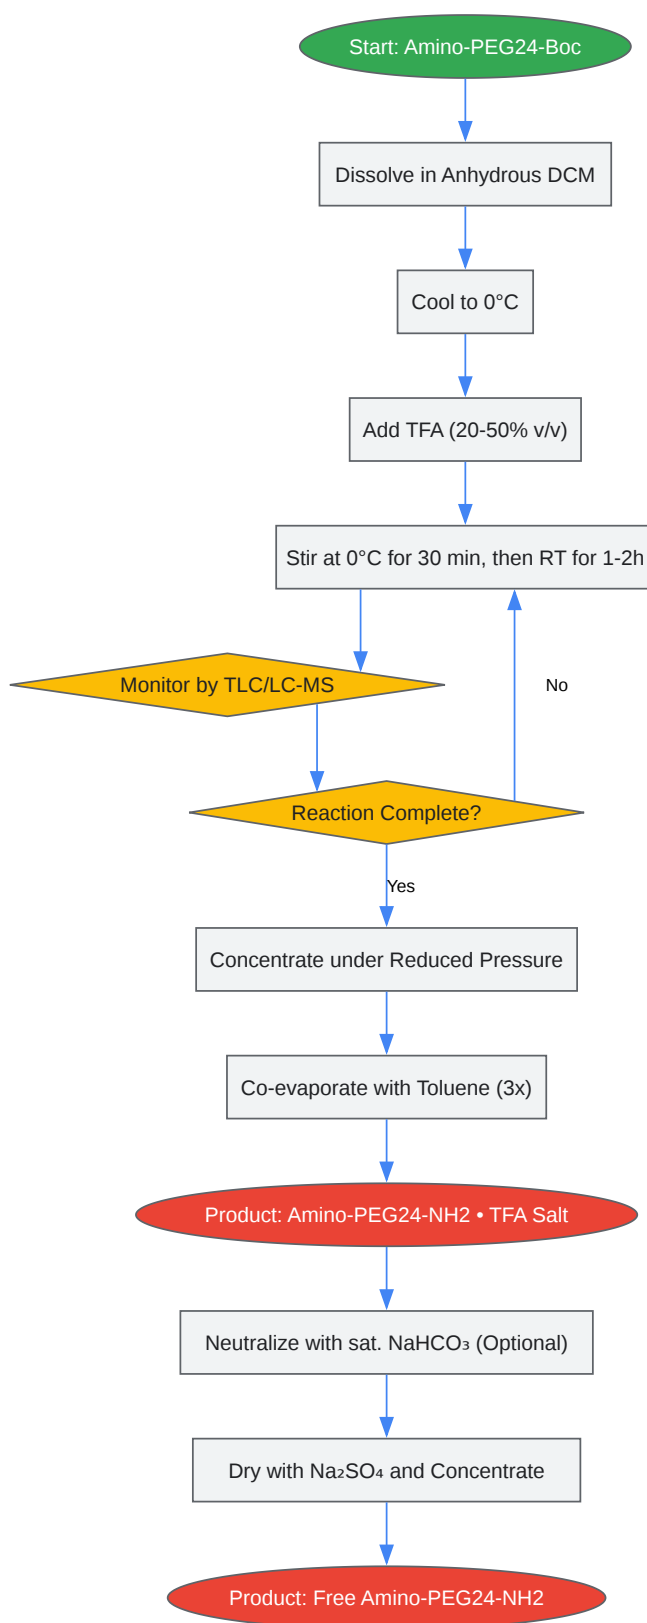 Start: Amino-PEG24-Boc
Dissolve in Anhydrous DCM
Cool to 0°C
Add TFA (20-50% v/v)
Stir at 0°C for 30 min, then RT for 1-2h
Monitor by TLC/LC-MS
No
Reaction Complete?
Yes
Concentrate under Reduced Pressure
Co-evaporate with Toluene (3x)
Product: Amino-PEG24-NH2 • TFA Salt
Neutralize with sat. NaHCO₃ (Optional)
Dry with Na₂SO₄ and Concentrate
Product: Free Amino-PEG24-NH2